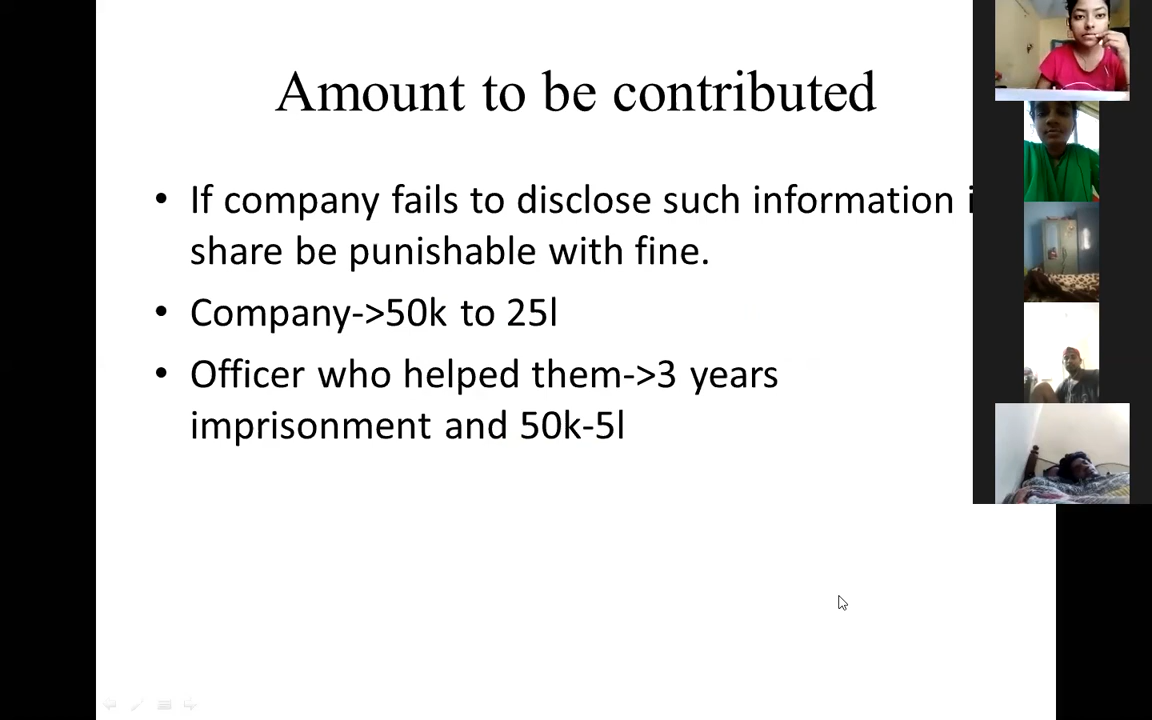 Amount to be contributed
• If company fails to disclose such information
share be punishable with fine.
• Company->50k to 25l
• Officer who helped them->3 years
imprisonment and 50k-5l